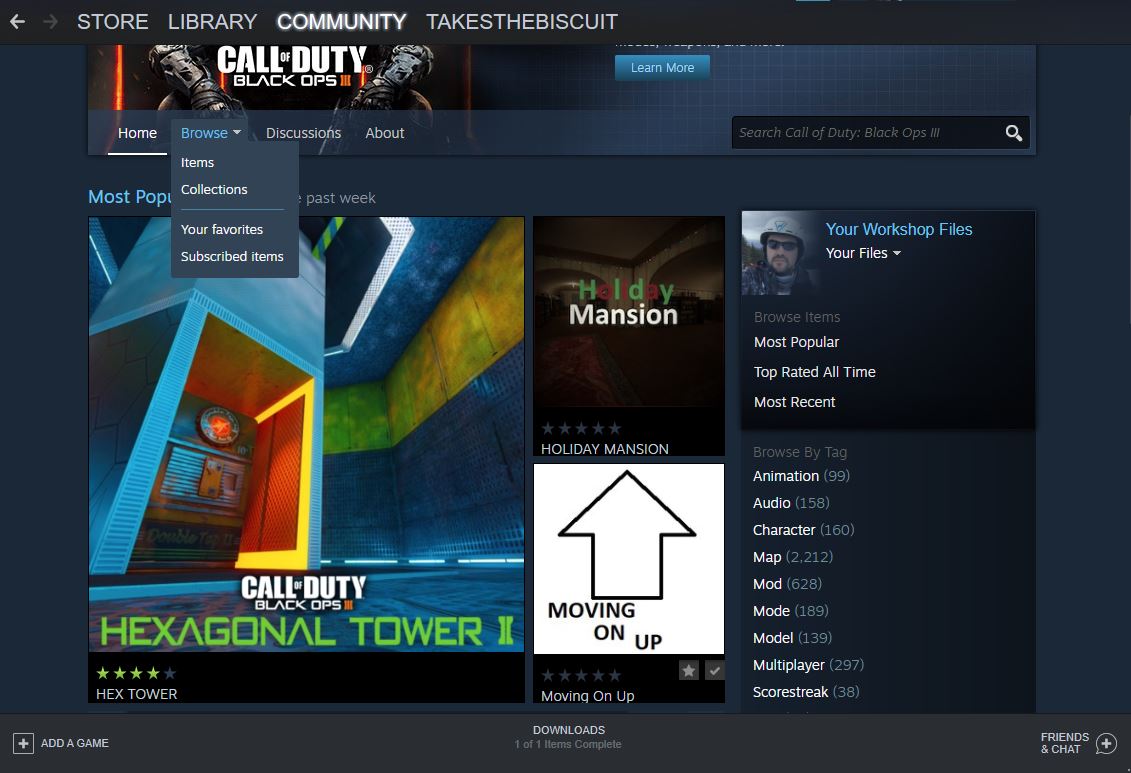 STORE LIBRARY COMMUNITY TAKESTHEBISCUIT
CALL OF DUTY®
BLACK OPS III
Learn More
Home Browse Discussions About
Search Call of Duty: Black Ops III
Items
Collections
Your favorites
Subscribed items
Most Popu
e past week
CALL OF DUTY
BLACK OPS III
HEXAGONAL TOWER II
HEX TOWER
Holiday
Mansion
HOLIDAY MANSION
MOVING
ON
UP
Moving On Up
Your Workshop Files
Your Files
Browse Items
Most Popular
Top Rated All Time
Most Recent
Browse By Tag
Animation (99)
Audio (158)
Character (160)
Map (2,212)
Mod (628)
Mode (189)
Model (139)
Multiplayer (297)
Scorestreak (38)
ADD A GAME
DOWNLOADS
1 of 1 Items Complete
FRIENDS
& CHAT